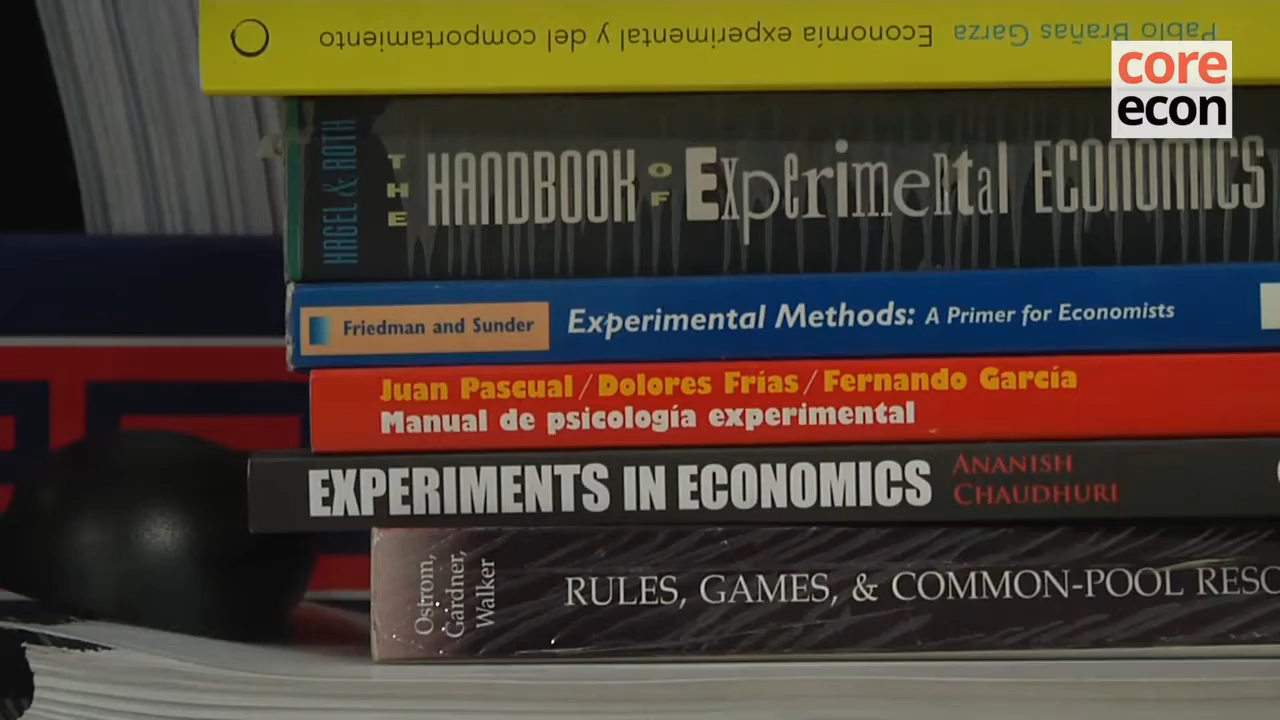 Pablo Brañas Garza Economía experimental y del comportamiento
core
econ
HAGEL & ROTH
THE HANDBOOK OF Experimental ECONOMICS
Friedman and Sunder
Experimental Methods: A Primer for Economists
Juan Pascual/Dolores Frías/Fernando García
Manual de psicología experimental
EXPERIMENTS IN ECONOMICS
ANANISH
CHAUDHURI
Ostrom,
Gardner,
Walker
RULES, GAMES, & COMMON-POOL RESO